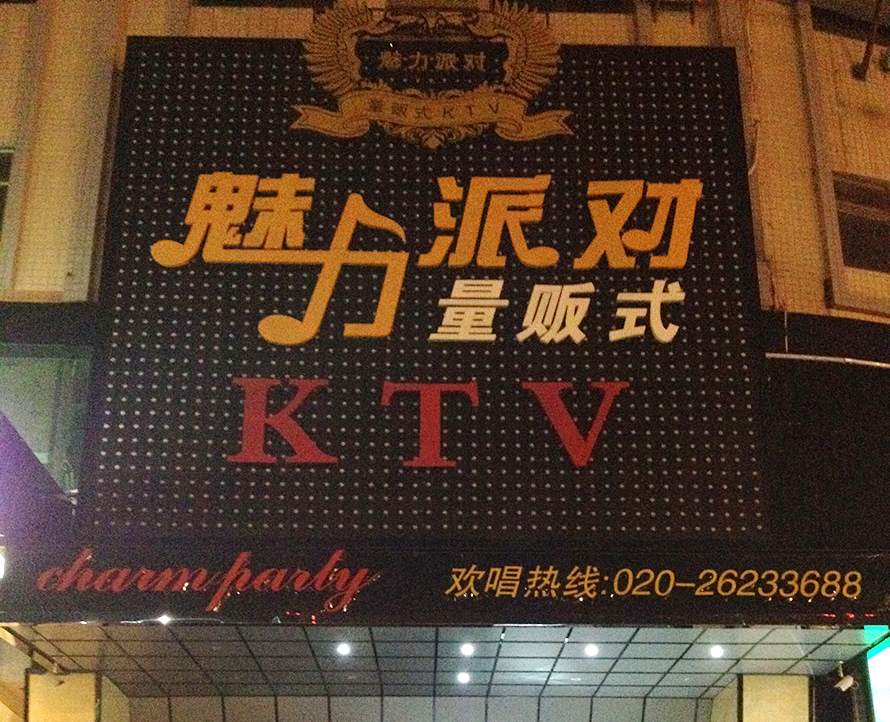 魅力派对
量贩式KTV
魅力派对
量贩式
KTV
charm party
欢唱热线:020-26233688